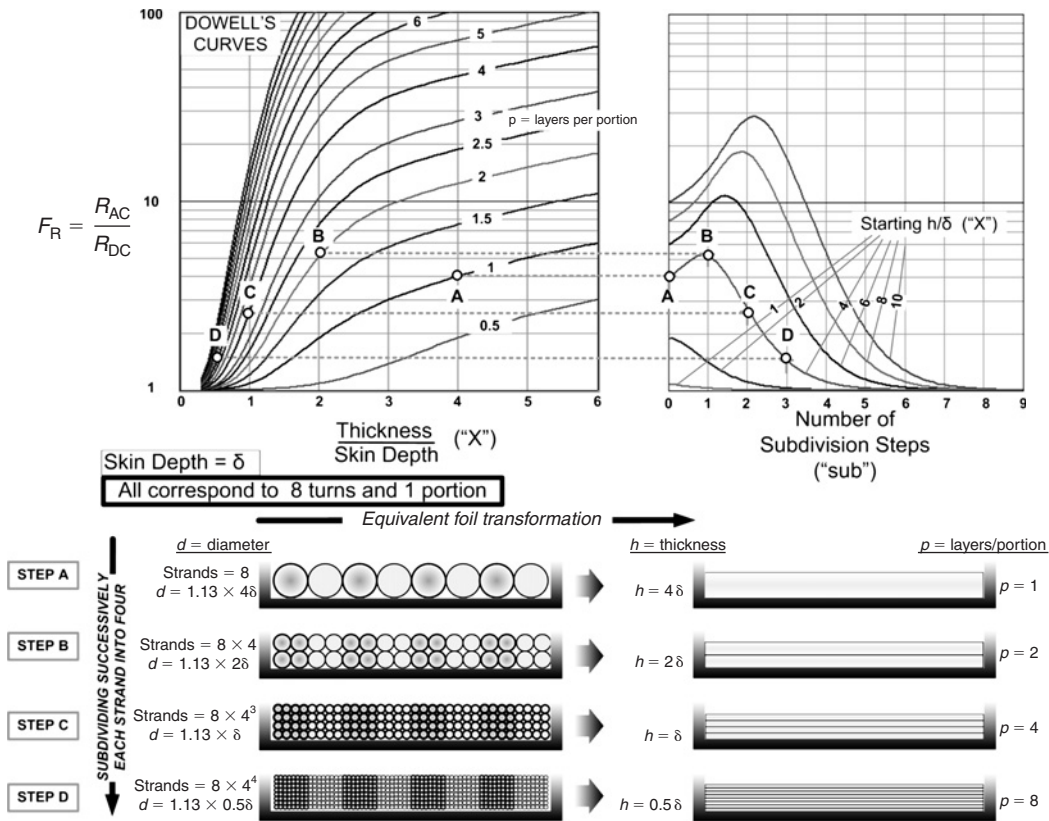 DOWELL'S
CURVES
100
10
1
F_R = R_AC / R_DC
6
5
4
3
p = layers per portion
2.5
2
1.5
1
0.5
A
B
C
D
0 1 2 3 4 5 6
Thickness
Skin Depth
("X")
Starting h/δ ("X")
1 2 4 6 8 10
A
B
C
D
0 1 2 3 4 5 6 7 8 9
Number of
Subdivision Steps
("sub")
Skin Depth = δ
All correspond to 8 turns and 1 portion
Equivalent foil transformation
d = diameter
h = thickness
p = layers/portion
SUBDIVIDING SUCCESSIVELY
EACH STRAND INTO FOUR
STEP A
Strands = 8
d = 1.13 × 4δ
h = 4δ
p = 1
STEP B
Strands = 8 × 4
d = 1.13 × 2δ
h = 2δ
p = 2
STEP C
Strands = 8 × 4³
d = 1.13 × δ
h = δ
p = 4
STEP D
Strands = 8 × 4⁴
d = 1.13 × 0.5δ
h = 0.5δ
p = 8